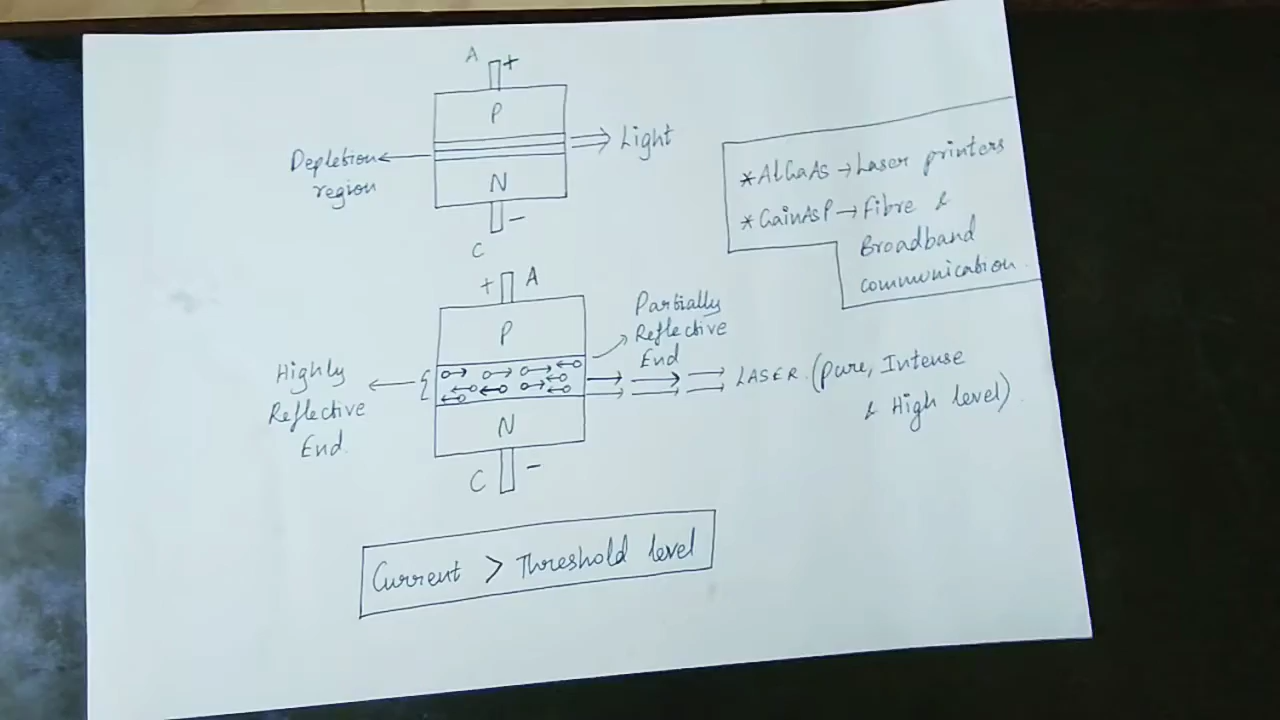 A +
P
Depletion
region
Light
N
-
C
* AlGaAs → Laser printers
* GainAsP → Fibre &
Broadband
communication.
+ A
P
Partially
Reflective
End
Highly
Reflective
End.
LASER. (Pure, Intense
& High level).
N
C -
Current > Threshold level